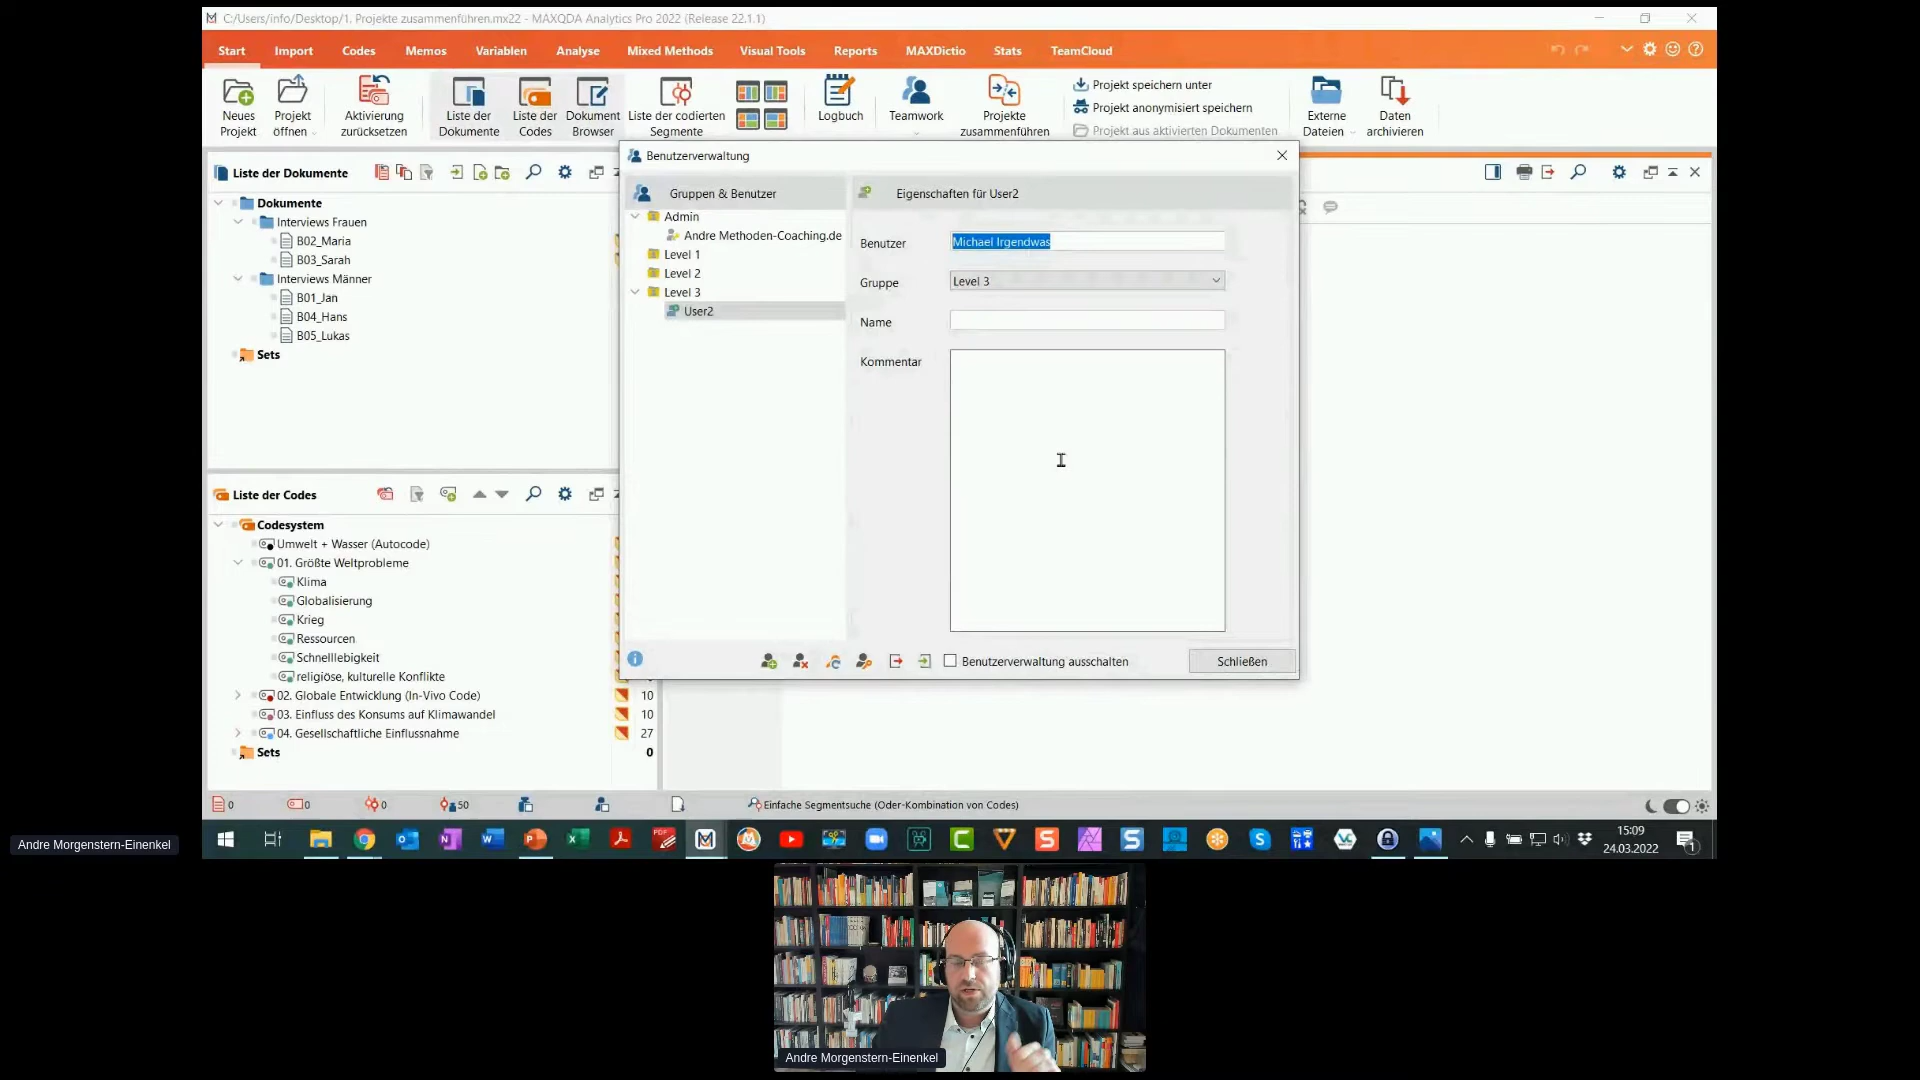 C:/Users/info/Desktop/1. Projekte zusammenführen.mx22 - MAXQDA Analytics Pro 2022 (Release 22.1.1)
Start Import Codes Memos Variablen Analyse Mixed Methods Visual Tools Reports MAXDictio Stats TeamCloud
Neues Projekt
Projekt öffnen
Aktivierung zurücksetzen
Liste der Dokumente
Liste der Codes
Dokument Browser
Liste der codierten Segmente
Logbuch
Teamwork
Projekte zusammenführen
Projekt speichern unter
Projekt anonymisiert speichern
Projekt aus aktivierten Dokumenten
Externe Dateien
Daten archivieren
Liste der Dokumente
Dokumente
Interviews Frauen
B02_Maria
B03_Sarah
Interviews Männer
B01_Jan
B04_Hans
B05_Lukas
Sets
Liste der Codes
Codesystem
Umwelt + Wasser (Autocode)
01. Größte Weltprobleme
Klima
Globalisierung
Krieg
Ressourcen
Schnelllebigkeit
religiöse, kulturelle Konflikte
02. Globale Entwicklung (In-Vivo Code) 10
03. Einfluss des Konsums auf Klimawandel 10
04. Gesellschaftliche Einflussnahme 27
Sets 0
Benutzerverwaltung
Gruppen & Benutzer
Admin
Andre Methoden-Coaching.de
Level 1
Level 2
Level 3
User2
Eigenschaften für User2
Benutzer Michael Irgendwas
Gruppe Level 3
Name
Kommentar
Benutzerverwaltung ausschalten
Schließen
0 0 0 50
Einfache Segmentsuche (Oder-Kombination von Codes)
15:09
24.03.2022
1
Andre Morgenstern-Einenkel
Andre Morgenstern-Einenkel